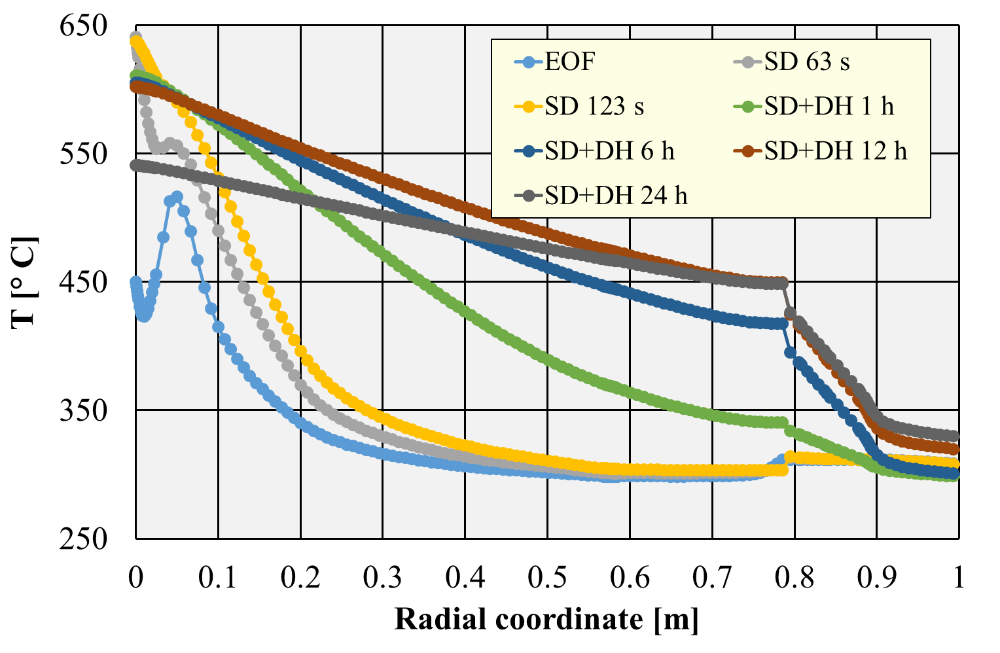 650
550
450
350
250
T [° C]
EOF
SD 63 s
SD 123 s
SD+DH 1 h
SD+DH 6 h
SD+DH 12 h
SD+DH 24 h
0 0.1 0.2 0.3 0.4 0.5 0.6 0.7 0.8 0.9 1
Radial coordinate [m]